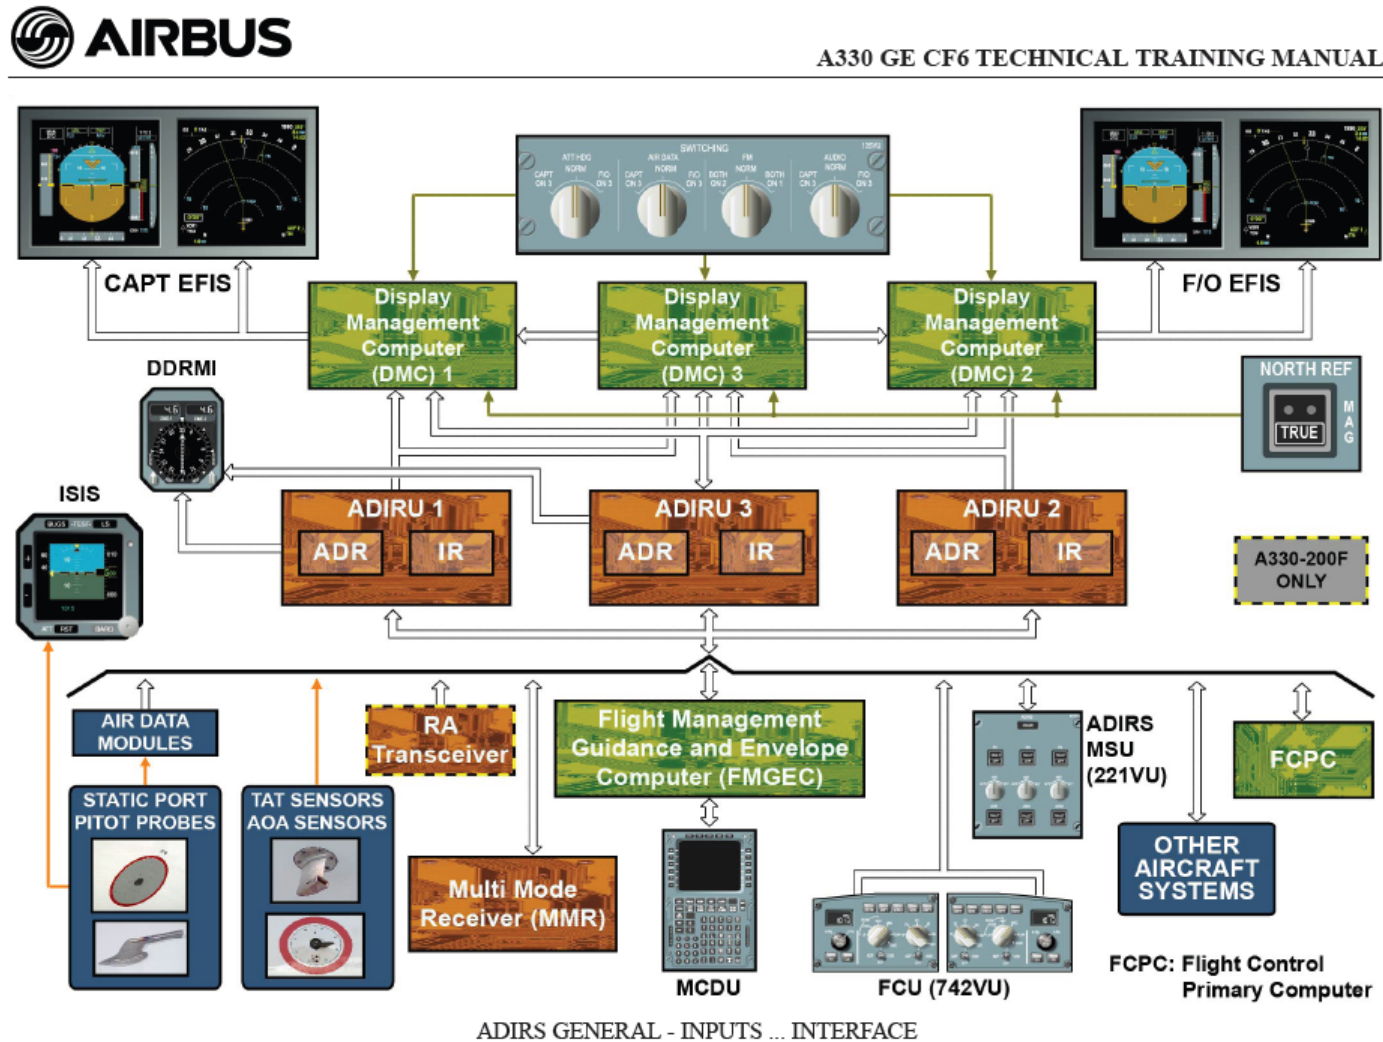 AIRBUS
A330 GE CF6 TECHNICAL TRAINING MANUAL
SWITCHING
ATT HDG
NORM
CAPT
ON 3
F/O
ON 3
AIR DATA
NORM
CAPT
ON 3
F/O
ON 3
FM
NORM
BOTH
ON 2
BOTH
ON 1
AUDIO
NORM
CAPT
ON 3
F/O
ON 3
CAPT EFIS
F/O EFIS
Display
Management
Computer
(DMC) 1
Display
Management
Computer
(DMC) 3
Display
Management
Computer
(DMC) 2
DDRMI
NORTH REF
TRUE
MAG
ISIS
BUGS
LS
RST
BARO
ADIRU 1
ADR
IR
ADIRU 3
ADR
IR
ADIRU 2
ADR
IR
A330-200F
ONLY
AIR DATA
MODULES
RA
Transceiver
Flight Management
Guidance and Envelope
Computer (FMGEC)
ADIRS
MSU
(221VU)
FCPC
STATIC PORT
PITOT PROBES
TAT SENSORS
AOA SENSORS
Multi Mode
Receiver (MMR)
OTHER
AIRCRAFT
SYSTEMS
MCDU
FCU (742VU)
FCPC: Flight Control
Primary Computer
ADIRS GENERAL - INPUTS ... INTERFACE